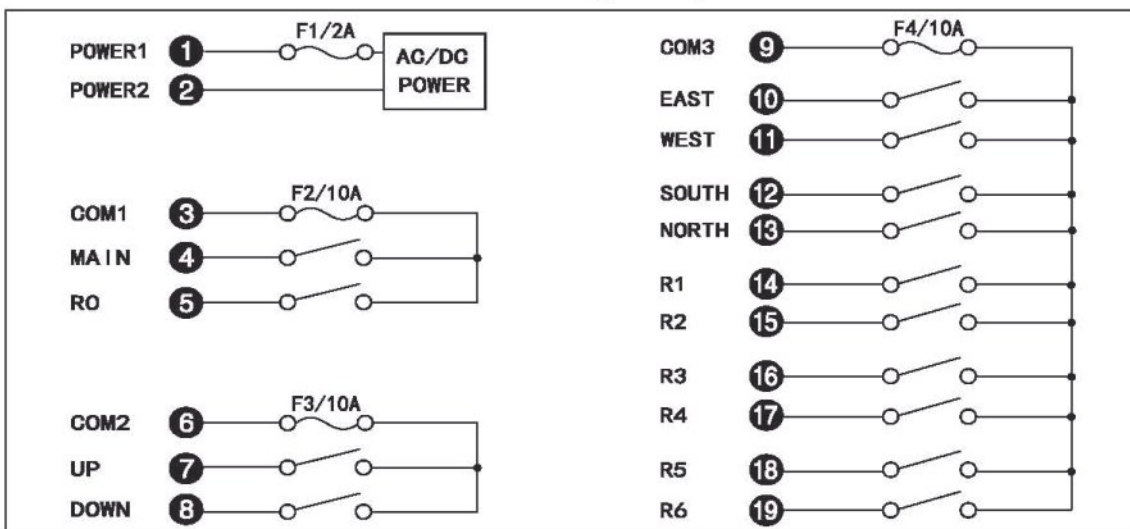 POWER1 1 F1/2A AC/DC
POWER2 2 POWER
COM1 3 F2/10A
MAIN 4
RO 5
COM2 6 F3/10A
UP 7
DOWN 8
COM3 9 F4/10A
EAST 10
WEST 11
SOUTH 12
NORTH 13
R1 14
R2 15
R3 16
R4 17
R5 18
R6 19